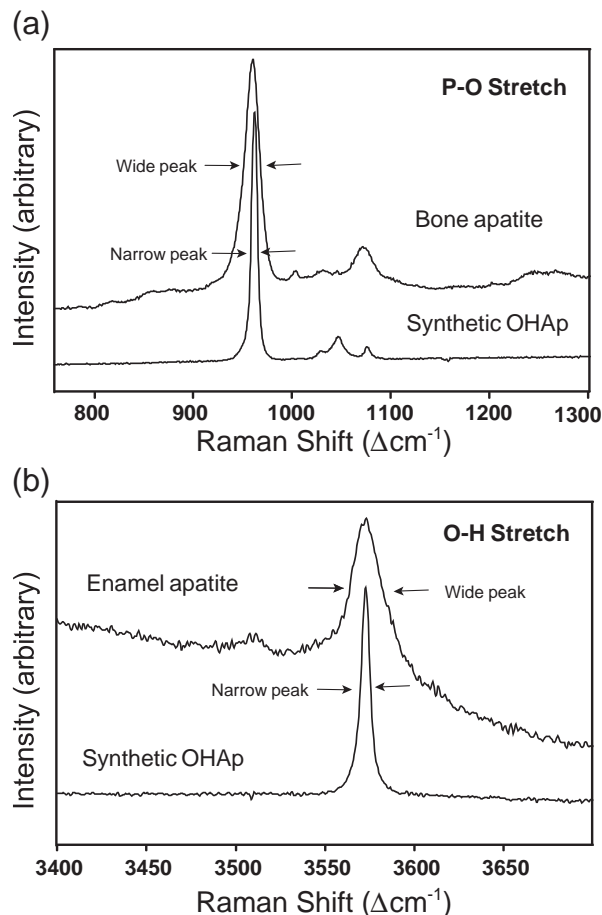 (a)
P-O Stretch
Wide peak
Bone apatite
Narrow peak
Synthetic OHAp
Intensity (arbitrary)
800 900 1000 1100 1200 1300
Raman Shift (Δcm⁻¹)
(b)
O-H Stretch
Enamel apatite
Wide peak
Narrow peak
Synthetic OHAp
Intensity (arbitrary)
3400 3450 3500 3550 3600 3650
Raman Shift (Δcm⁻¹)